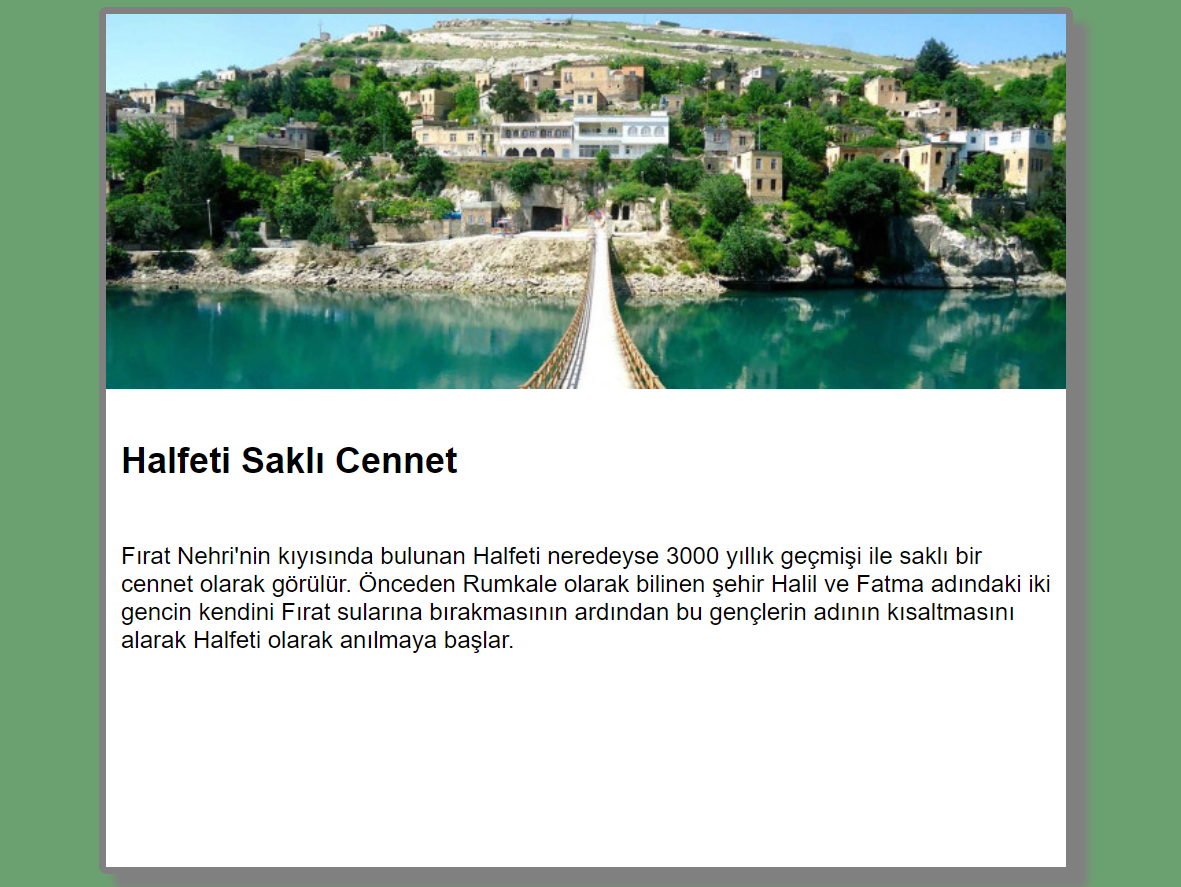 Halfeti Saklı Cennet
Fırat Nehri'nin kıyısında bulunan Halfeti neredeyse 3000 yıllık geçmişi ile saklı bir
cennet olarak görülür. Önceden Rumkale olarak bilinen şehir Halil ve Fatma adındaki iki
gencin kendini Fırat sularına bırakmasının ardından bu gençlerin adının kısaltmasını
alarak Halfeti olarak anılmaya başlar.